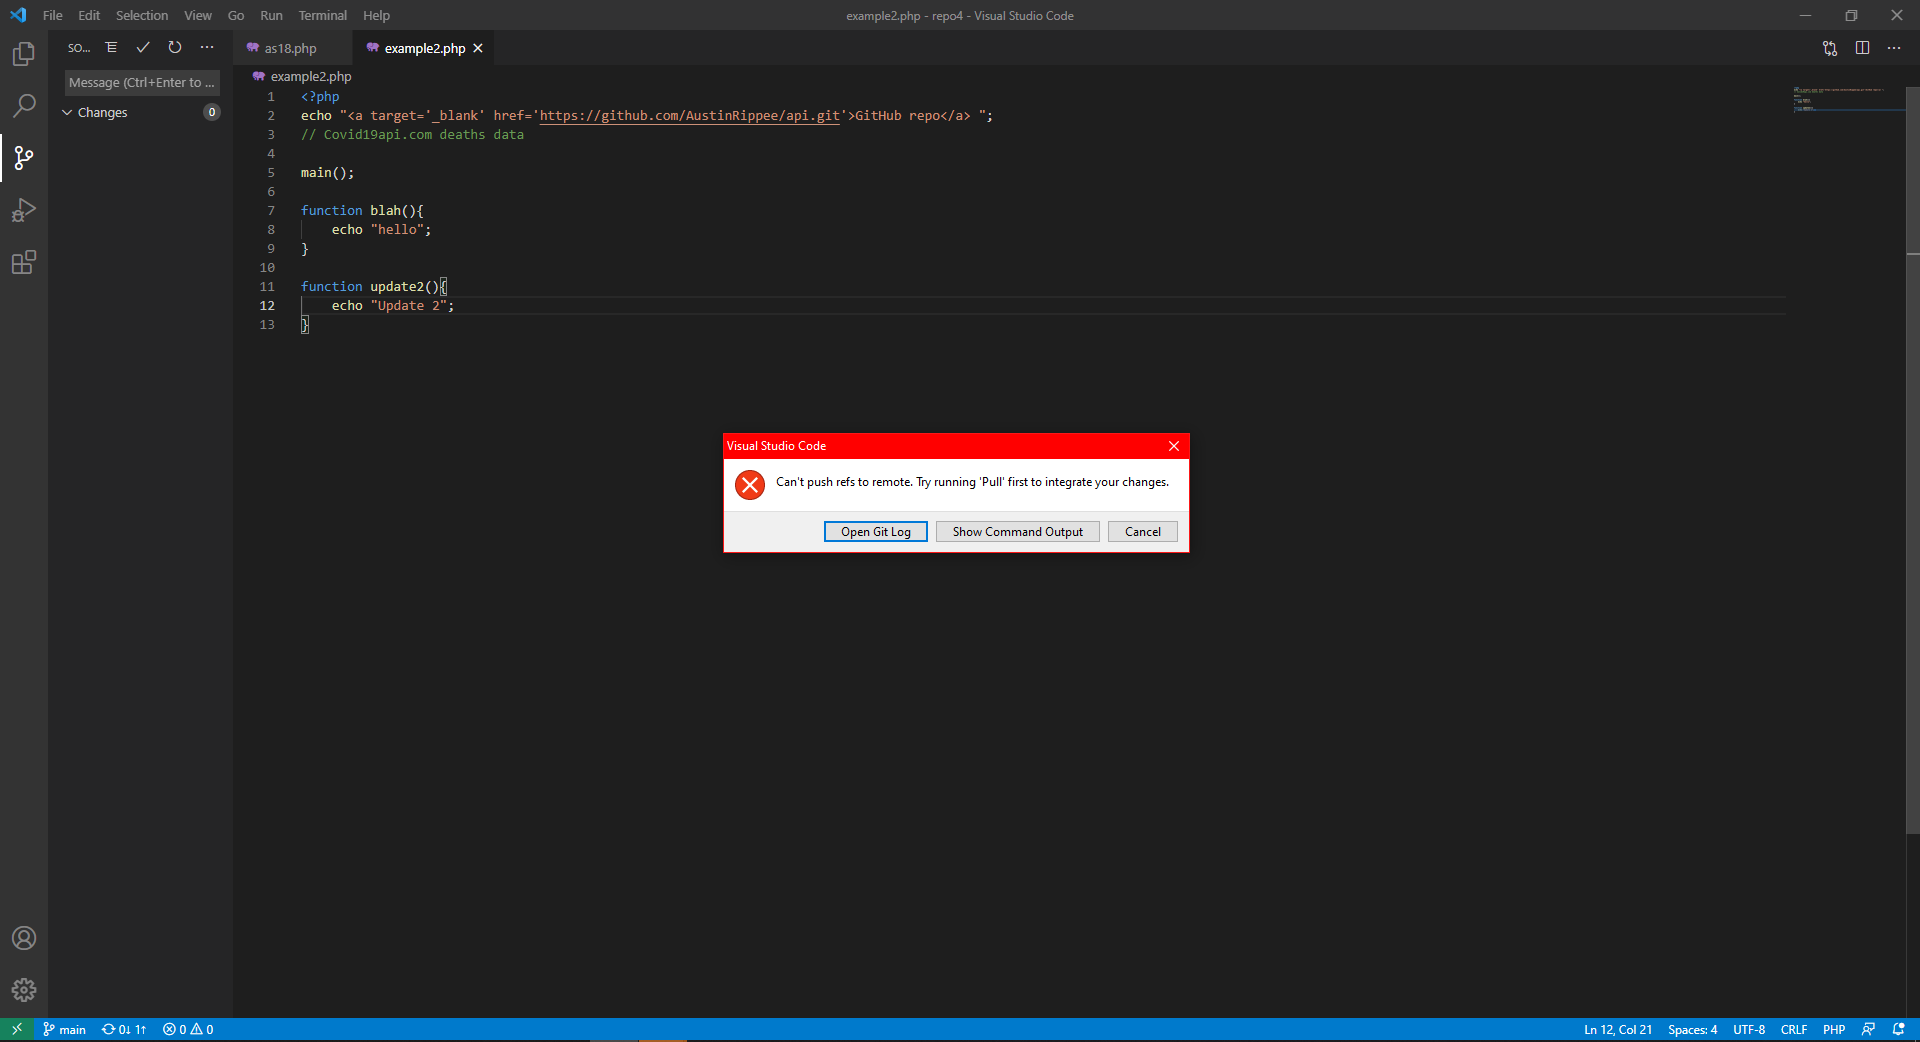 File Edit Selection View Go Run Terminal Help
example2.php - repo4 - Visual Studio Code
SO...
as18.php
example2.php
Message (Ctrl+Enter to ...
Changes 0
example2.php
1 <?php
2 echo "<a target='_blank' href='https://github.com/AustinRippee/api.git'>GitHub repo</a> ";
3 // Covid19api.com deaths data
4
5 main();
6
7 function blah(){
8 echo "hello";
9 }
10
11 function update2(){
12 echo "Update 2";
13 }
Visual Studio Code
Can't push refs to remote. Try running 'Pull' first to integrate your changes.
Open Git Log
Show Command Output
Cancel
main 0↓ 1↑ 0 0
Ln 12, Col 21 Spaces: 4 UTF-8 CRLF PHP